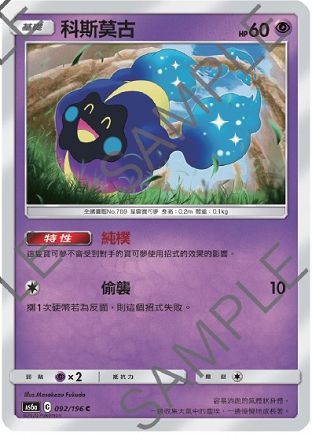 基礎 科斯莫古 HP60
全國圖鑑No.789 星雲寶可夢 身高：0.2m 體重：0.1kg
特性 純樸
這隻寶可夢不會受到對手的寶可夢使用招式的效果的影響。
偷襲 10
擲1次硬幣若為反面，則這個招式失敗。
弱點 ×2 抵抗力 撤退
Illus.Masakazu Fukuda
AS6a C 092/196 C
SAMPLE
SAMPLE
SAMPLE